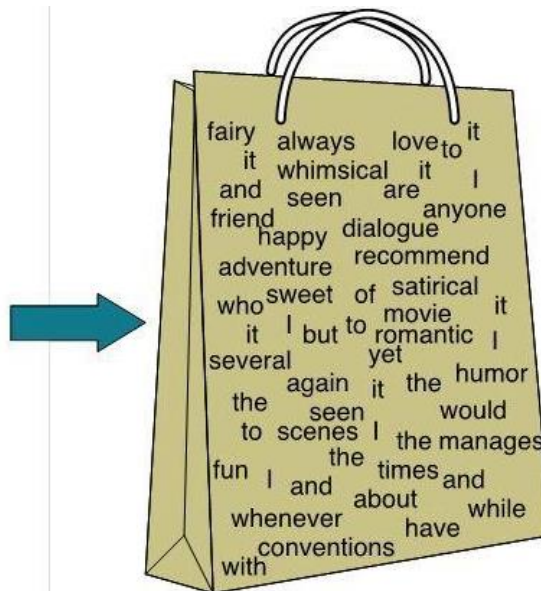 fairy always love to it
it whimsical it I
and seen are anyone
friend happy dialogue
adventure recommend
who sweet of satirical it
it I but to movie romantic I
several yet
again it the humor
the seen would
to scenes I the manages
fun I and the times and
whenever about have while
conventions
with